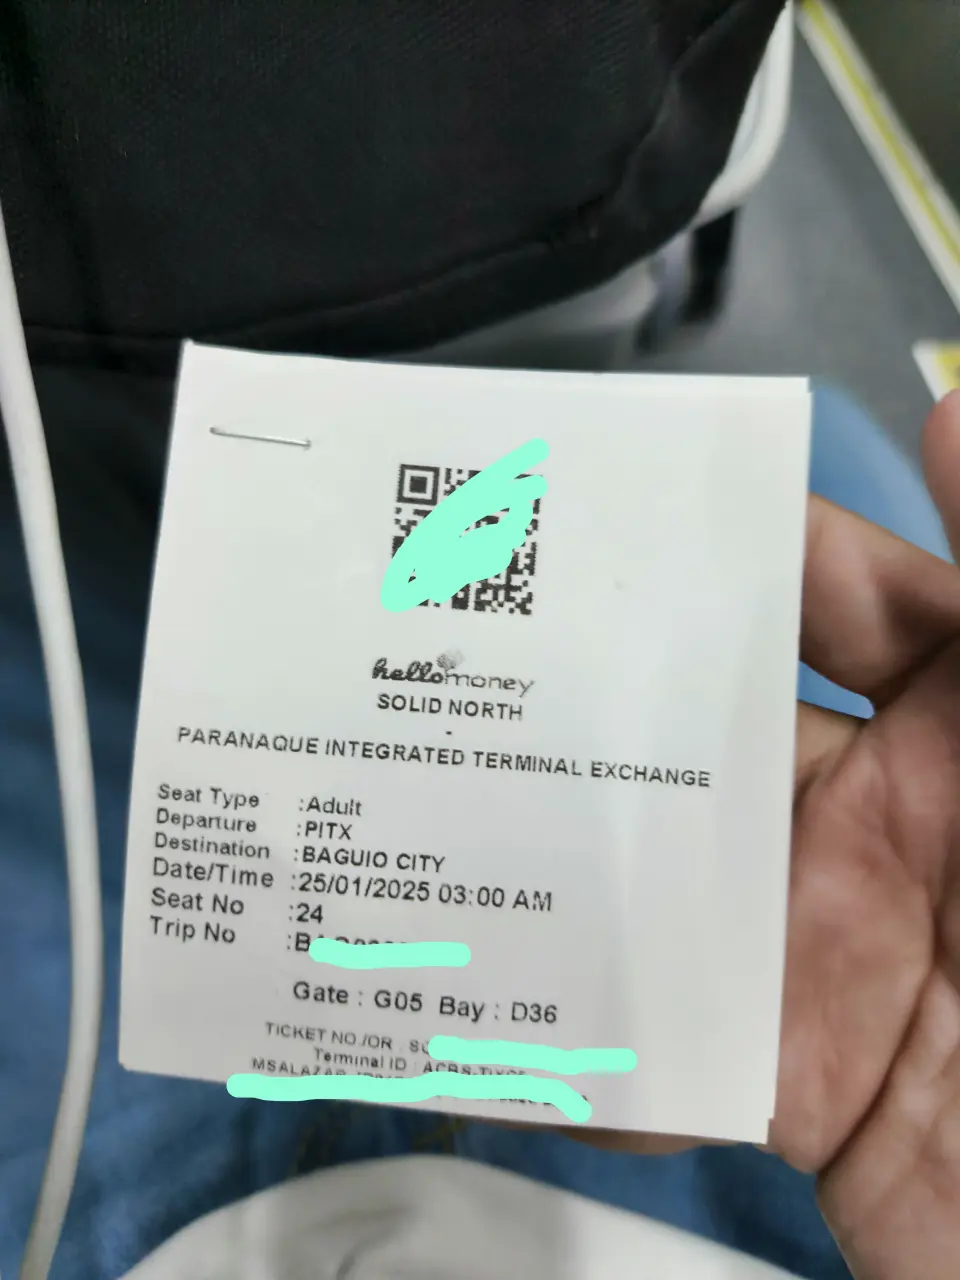 hellomoney
SOLID NORTH
-
PARANAQUE INTEGRATED TERMINAL EXCHANGE
Seat Type :Adult
Departure :PITX
Destination :BAGUIO CITY
Date/Time :25/01/2025 03:00 AM
Seat No :24
Trip No
Gate : G05 Bay : D36
TICKET NO./OR :
Terminal ID :